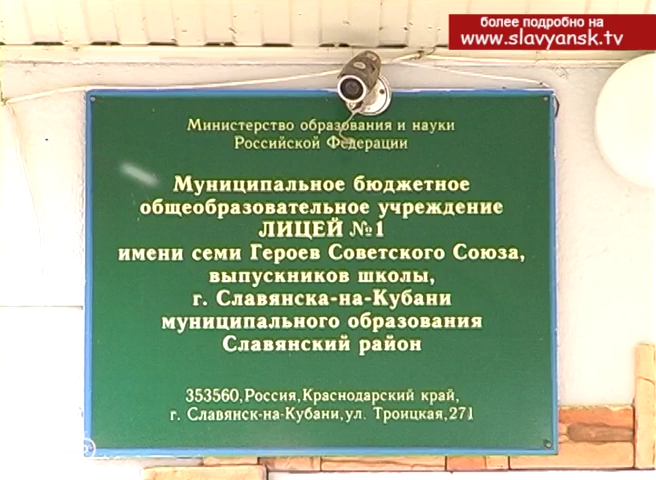 более подробно на
www.slavyansk.tv
Министерство образования и науки
Российской Федерации
Муниципальное бюджетное
общеобразовательное учреждение
ЛИЦЕЙ №1
имени семи Героев Советского Союза,
выпускников школы,
г. Славянска-на-Кубани
муниципального образования
Славянский район
353560,Россия,Краснодарский край,
г. Славянск-на-Кубани,ул. Троицкая,271